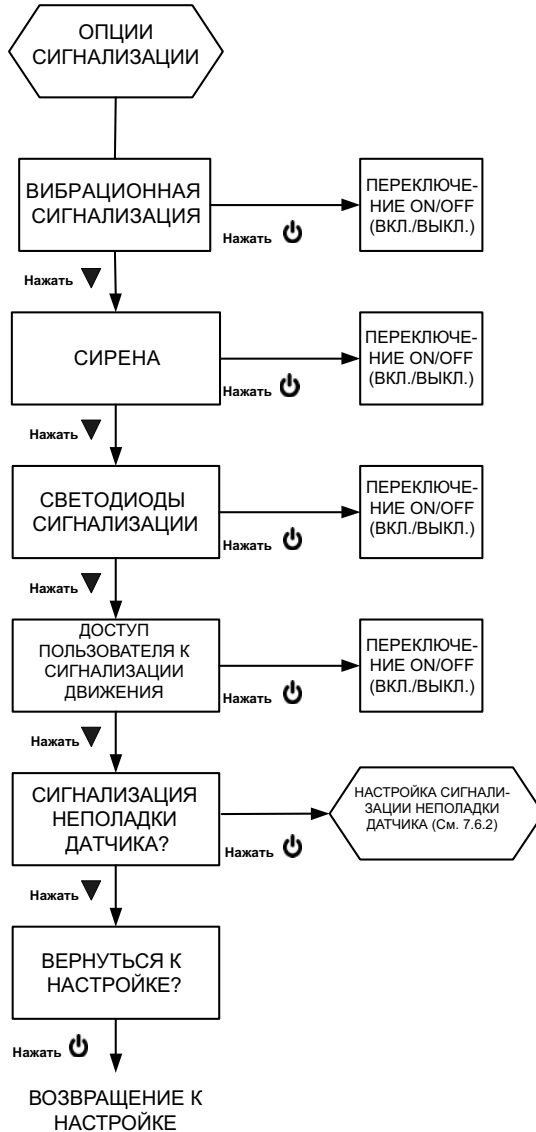 ОПЦИИ
СИГНАЛИЗАЦИИ
ВИБРАЦИОННАЯ
СИГНАЛИЗАЦИЯ
Нажать
ПЕРЕКЛЮЧЕ-
НИЕ ON/OFF
(ВКЛ./ВЫКЛ.)
Нажать
СИРЕНА
Нажать
ПЕРЕКЛЮЧЕ-
НИЕ ON/OFF
(ВКЛ./ВЫКЛ.)
Нажать
СВЕТОДИОДЫ
СИГНАЛИЗАЦИИ
Нажать
ПЕРЕКЛЮЧЕ-
НИЕ ON/OFF
(ВКЛ./ВЫКЛ.)
Нажать
ДОСТУП
ПОЛЬЗОВАТЕЛЯ К
СИГНАЛИЗАЦИИ
ДВИЖЕНИЯ
Нажать
ПЕРЕКЛЮЧЕ-
НИЕ ON/OFF
(ВКЛ./ВЫКЛ.)
Нажать
СИГНАЛИЗАЦИЯ
НЕПОЛАДКИ
ДАТЧИКА?
Нажать
НАСТРОЙКА СИГНАЛИ-
ЗАЦИИ НЕПОЛАДКИ
ДАТЧИКА (См. 7.6.2)
Нажать
ВЕРНУТЬСЯ К
НАСТРОЙКЕ?
Нажать
ВОЗВРАЩЕНИЕ К
НАСТРОЙКЕ